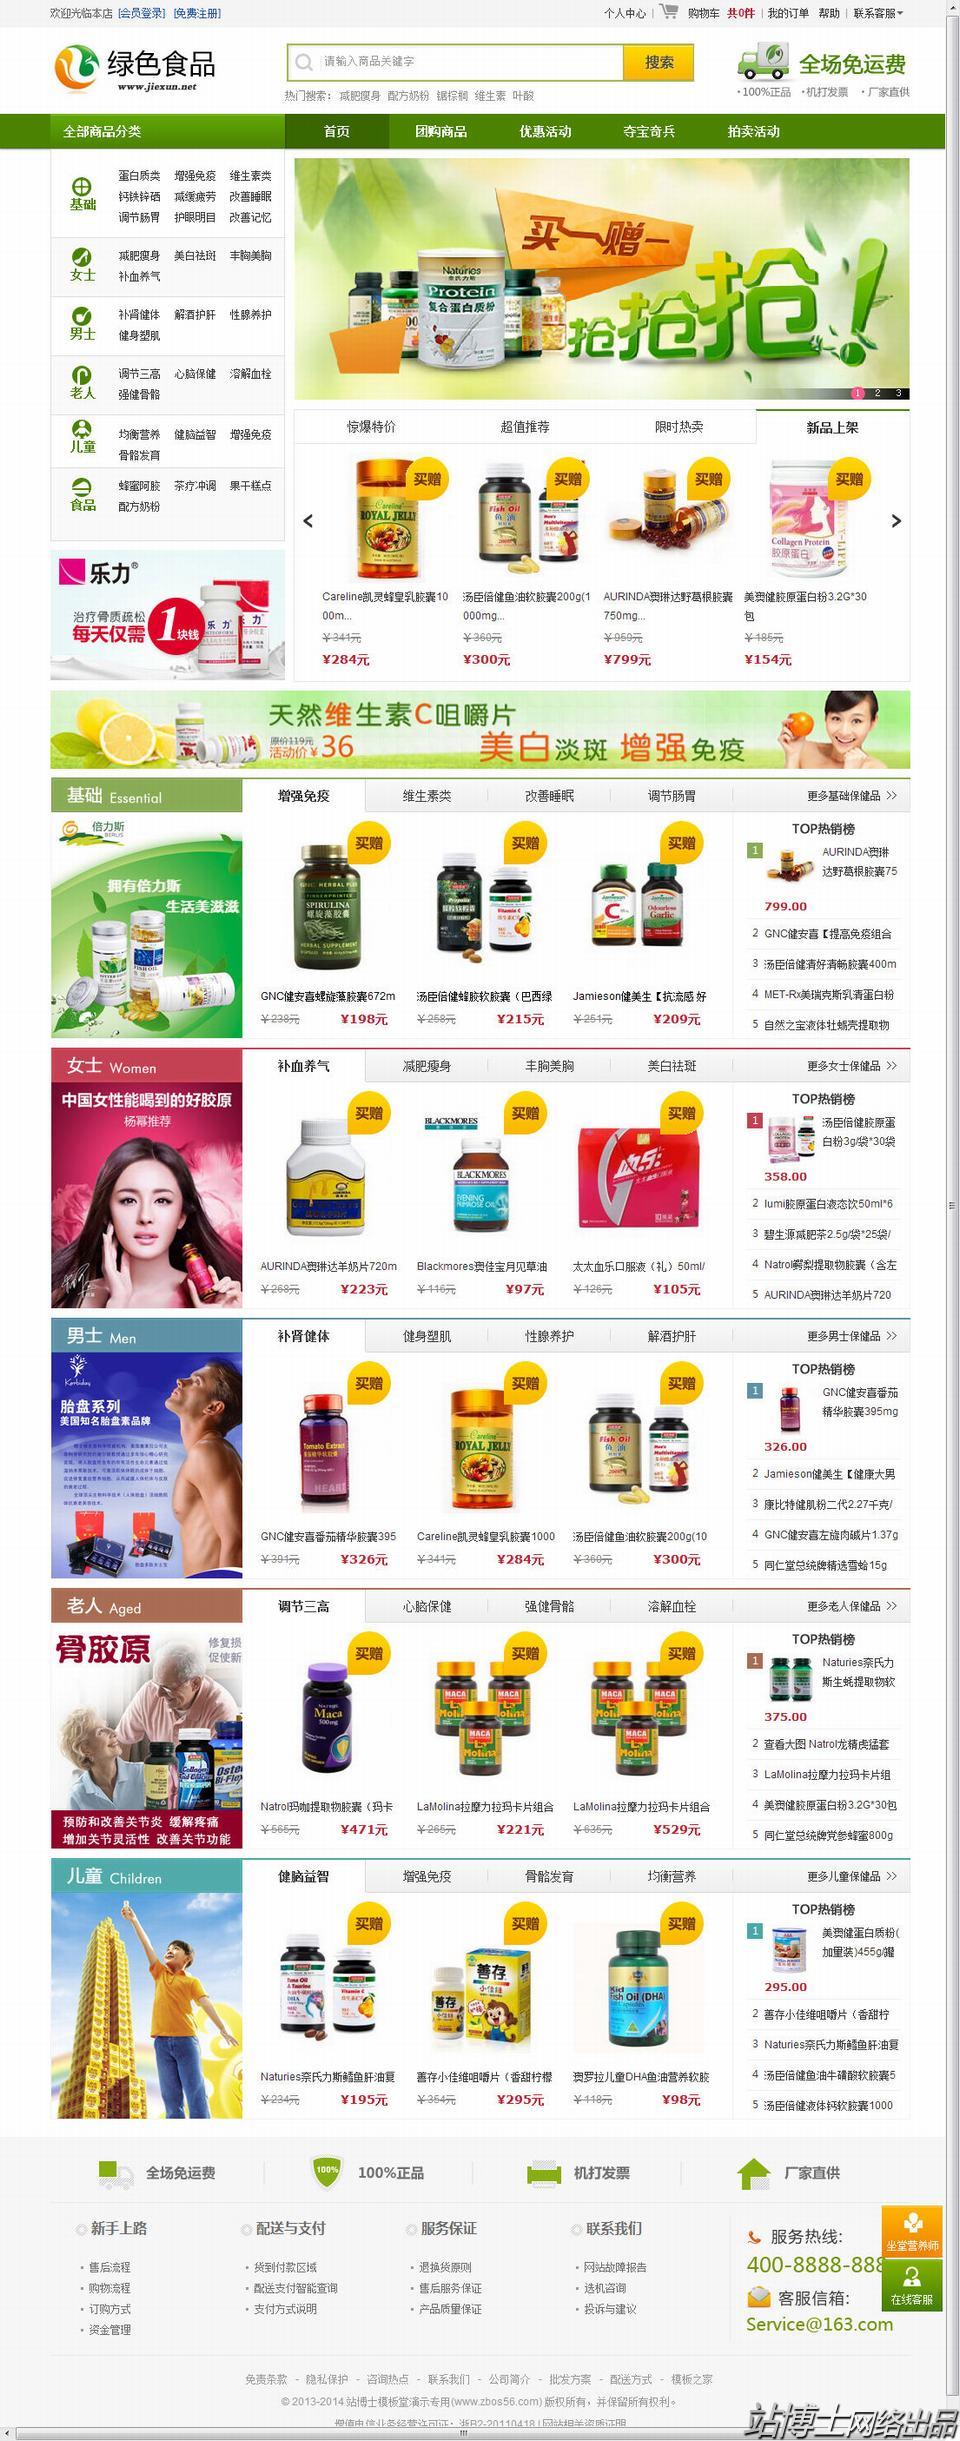 欢迎光临本店 [会员登录] [免费注册]
个人中心 | 购物车 共0件 | 我的订单 帮助 | 联系客服
绿色食品
www.jiexun.net
请输入商品关键字
搜索
热门搜索： 减肥瘦身 配方奶粉 锯棕榈 维生素 叶酸
全场免运费
·100%正品 ·机打发票 ·厂家直供
全部商品分类 首页 团购商品 优惠活动 夺宝奇兵 拍卖活动
基础
蛋白质类 增强免疫 维生素类
钙铁锌硒 减缓疲劳 改善睡眠
调节肠胃 护眼明目 改善记忆
女士
减肥瘦身 美白祛斑 丰胸美胸
补血养气
男士
补肾健体 解酒护肝 性腺养护
健身塑肌
老人
调节三高 心脑保健 溶解血栓
强健骨骼
儿童
均衡营养 健脑益智 增强免疫
骨骼发育
食品
蜂蜜阿胶 茶疗冲调 果干糕点
配方奶粉
买一赠一
抢抢抢!
Naturies
Protein
复合蛋白质粉
1 2 3
乐力®
治疗骨质疏松
每天仅需1块钱
惊爆特价 超值推荐 限时热卖 新品上架
买赠 买赠 买赠 买赠
Careline凯灵蜂皇乳胶囊10
00m...
￥341元
¥284元
汤臣倍健鱼油软胶囊200g(1
000mg...
￥360元
¥300元
AURINDA澳琳达野葛根胶囊
750mg...
￥959元
¥799元
美澳健胶原蛋白粉3.2G*30
包
￥185元
¥154元
天然维生素C咀嚼片
原价119元
活动价￥36
美白淡斑 增强免疫
基础 Essential
增强免疫 维生素类 改善睡眠 调节肠胃 更多基础保健品 >>
倍力斯
拥有倍力斯
生活美滋滋
买赠 买赠 买赠
GNC健安喜螺旋藻胶囊672m
￥238元 ¥198元
汤臣倍健蜂胶软胶囊（巴西绿
￥258元 ¥215元
Jamieson健美生【抗流感 好
￥251元 ¥209元
TOP热销榜
1 AURINDA澳琳
达野葛根胶囊75
799.00
2 GNC健安喜【提高免疫组合
3 汤臣倍健清好清畅胶囊400m
4 MET-Rx美瑞克斯乳清蛋白粉
5 自然之宝液体牡蛎壳提取物
女士 Women
补血养气 减肥瘦身 丰胸美胸 美白祛斑 更多女士保健品 >>
中国女性能喝到的好胶原
杨幂推荐
买赠 买赠 买赠
AURINDA澳琳达羊奶片720m
￥268元 ¥223元
Blackmores澳佳宝月见草油
￥116元 ¥97元
太太血乐口服液（礼）50ml/
￥126元 ¥105元
TOP热销榜
1 汤臣倍健胶原蛋
白粉3g/袋*30袋
358.00
2 lumi胶原蛋白液态饮50ml*6
3 碧生源减肥茶2.5g/袋*25袋/
4 Natrol雾梨提取物胶囊（含左
5 AURINDA澳琳达羊奶片720
男士 Men
补肾健体 健身塑肌 性腺养护 解酒护肝 更多男士保健品 >>
胎盘系列
美国知名胎盘素品牌
买赠 买赠 买赠
GNC健安喜番茄精华胶囊395
￥391元 ¥326元
Careline凯灵蜂皇乳胶囊1000
￥341元 ¥284元
汤臣倍健鱼油软胶囊200g(10
￥360元 ¥300元
TOP热销榜
1 GNC健安喜番茄
精华胶囊395mg
326.00
2 Jamieson健美生【健康大男
3 康比特健肌粉二代2.27千克/
4 GNC健安喜左旋肉碱片1.37g
5 同仁堂总统牌精选雪蛤15g
老人 Aged
调节三高 心脑保健 强健骨骼 溶解血栓 更多老人保健品 >>
骨胶原
修复损
促使新
预防和改善关节炎 缓解疼痛
增加关节灵活性 改善关节功能
买赠 买赠 买赠
Natrol玛咖提取物胶囊（玛卡
￥565元 ¥471元
LaMolina拉摩力拉玛卡片组合
￥265元 ¥221元
LaMolina拉摩力拉玛卡片组合
￥635元 ¥529元
TOP热销榜
1 Naturies奈氏力
斯生蚝提取物软
375.00
2 查看大图 Natrol龙精虎猛套
3 LaMolina拉摩力拉玛卡片组
4 美澳健胶原蛋白粉3.2G*30包
5 同仁堂总统牌党参蜂蜜800g
儿童 Children
健脑益智 增强免疫 骨骼发育 均衡营养 更多儿童保健品 >>
买赠 买赠 买赠
Naturies奈氏力斯鳕鱼肝油复
￥234元 ¥195元
善存小佳维咀嚼片（香甜柠檬
￥354元 ¥295元
澳罗拉儿童DHA鱼油营养软胶
￥118元 ¥98元
TOP热销榜
1 美澳健蛋白质粉(
加量装)455g/罐
295.00
2 善存小佳维咀嚼片（香甜柠
3 Naturies奈氏力斯鳕鱼肝油复
4 汤臣倍健鱼油牛磺酸软胶囊5
5 汤臣倍健液体钙软胶囊1000
全场免运费 100%正品 机打发票 厂家直供
新手上路
售后流程
购物流程
订购方式
资金管理
配送与支付
货到付款区域
配送支付智能查询
支付方式说明
服务保证
退换货原则
售后服务保证
产品质量保证
联系我们
网站故障报告
选机咨询
投诉与建议
服务热线:
400-8888-888
客服信箱:
Service@163.com
坐堂营养师
在线客服
免责条款 - 隐私保护 - 咨询热点 - 联系我们 - 公司简介 - 批发方案 - 配送方式 - 模板之家
© 2013-2014 站博士模板堂演示专用(www.zbos56.com) 版权所有，并保留所有权利。
增值电信业务经营许可证：浙B2-20110418 | 网站相关资质证明
站博士网络出品